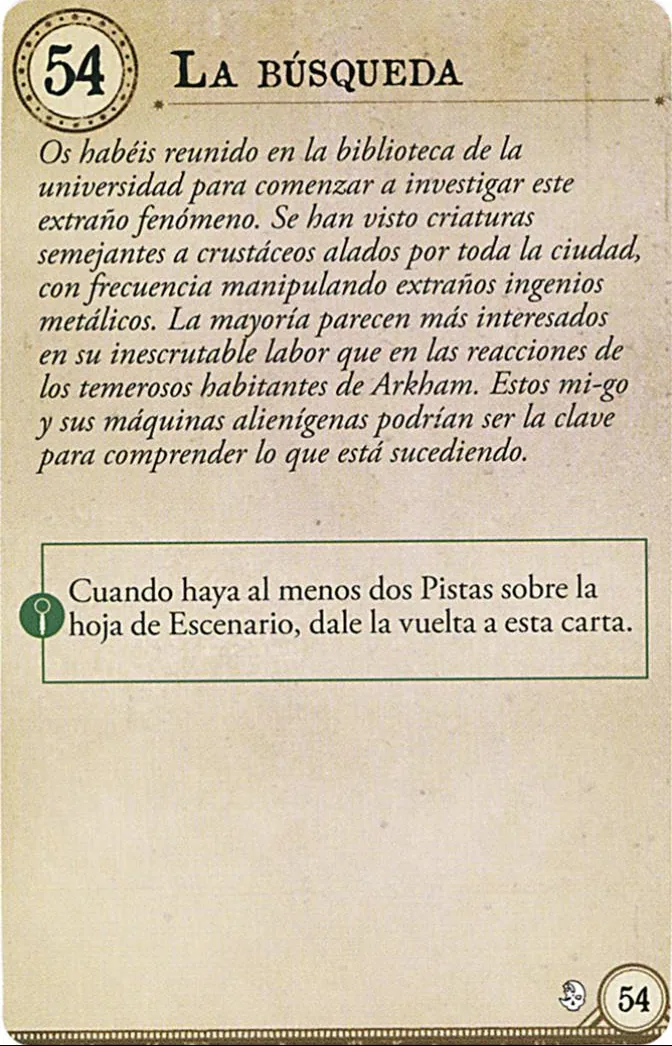 54
LA BÚSQUEDA
Os habéis reunido en la biblioteca de la
universidad para comenzar a investigar este
extraño fenómeno. Se han visto criaturas
semejantes a crustáceos alados por toda la ciudad,
con frecuencia manipulando extraños ingenios
metálicos. La mayoría parecen más interesados
en su inescrutable labor que en las reacciones de
los temerosos habitantes de Arkham. Estos mi-go
y sus máquinas alienígenas podrían ser la clave
para comprender lo que está sucediendo.
Cuando haya al menos dos Pistas sobre la
hoja de Escenario, dale la vuelta a esta carta.
54